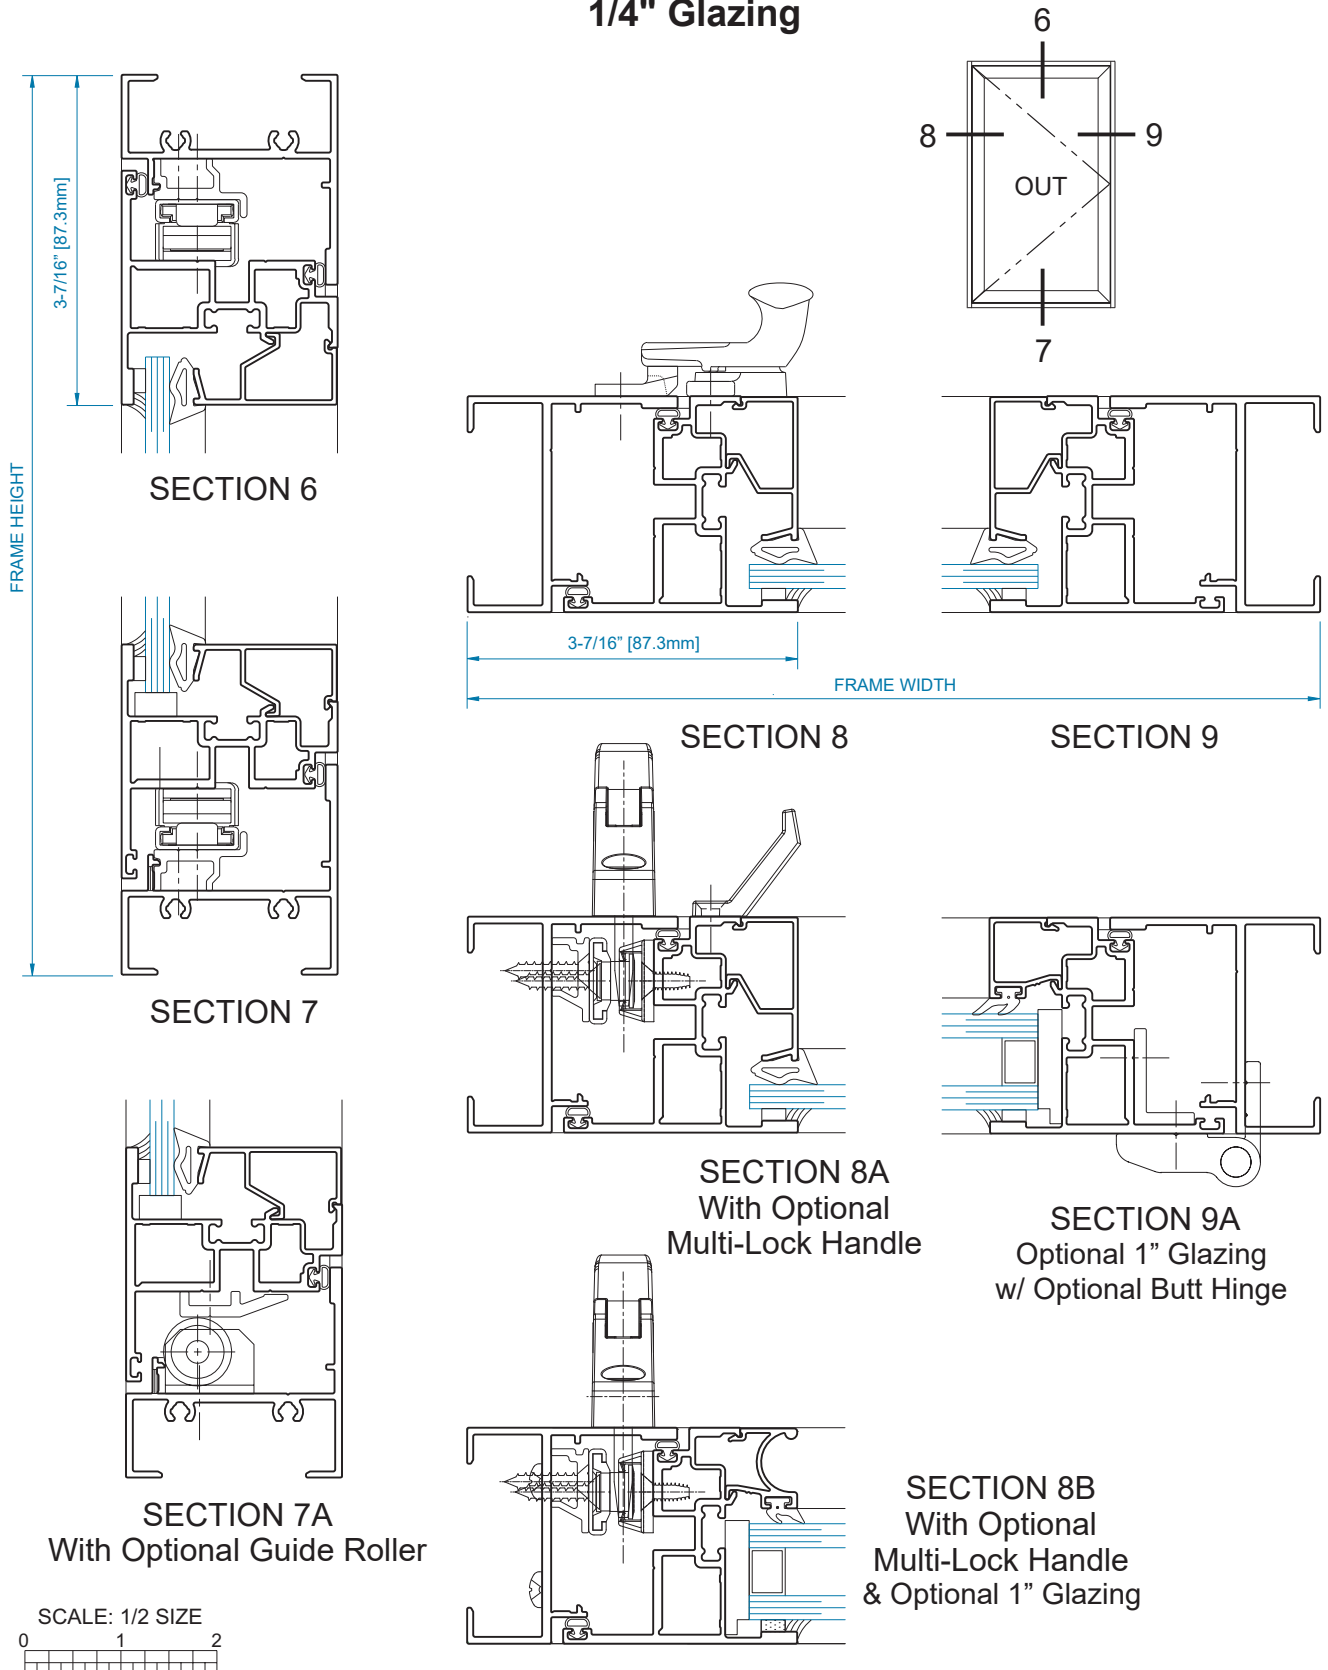 1/4" Glazing
6
8
9
OUT
7
3-7/16” [87.3mm]
FRAME HEIGHT
SECTION 6
3-7/16” [87.3mm]
FRAME WIDTH
SECTION 8
SECTION 9
SECTION 7
SECTION 8A
With Optional
Multi-Lock Handle
SECTION 9A
Optional 1” Glazing
w/ Optional Butt Hinge
SECTION 7A
With Optional Guide Roller
SECTION 8B
With Optional
Multi-Lock Handle
& Optional 1” Glazing
SCALE: 1/2 SIZE
0 1 2